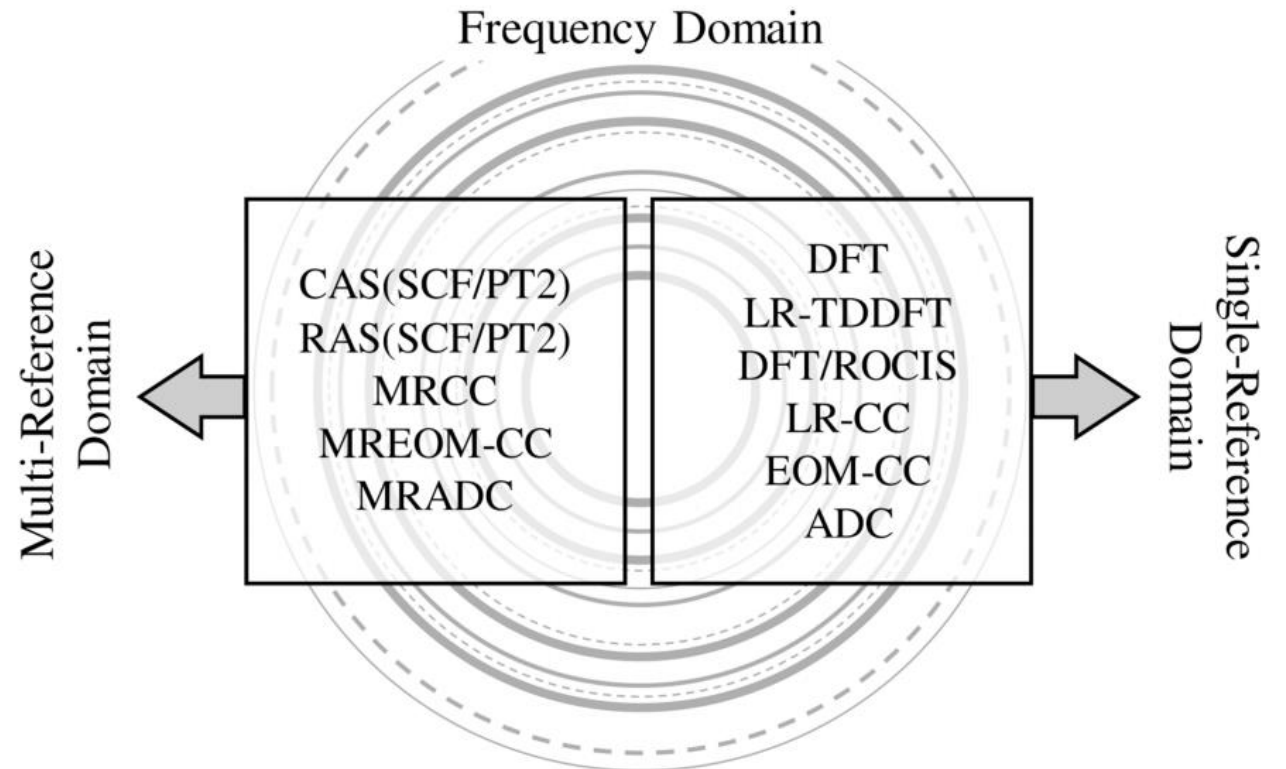 Frequency Domain
Multi-Reference
Domain
CAS(SCF/PT2)
RAS(SCF/PT2)
MRCC
MREOM-CC
MRADC
DFT
LR-TDDFT
DFT/ROCIS
LR-CC
EOM-CC
ADC
Single-Reference
Domain